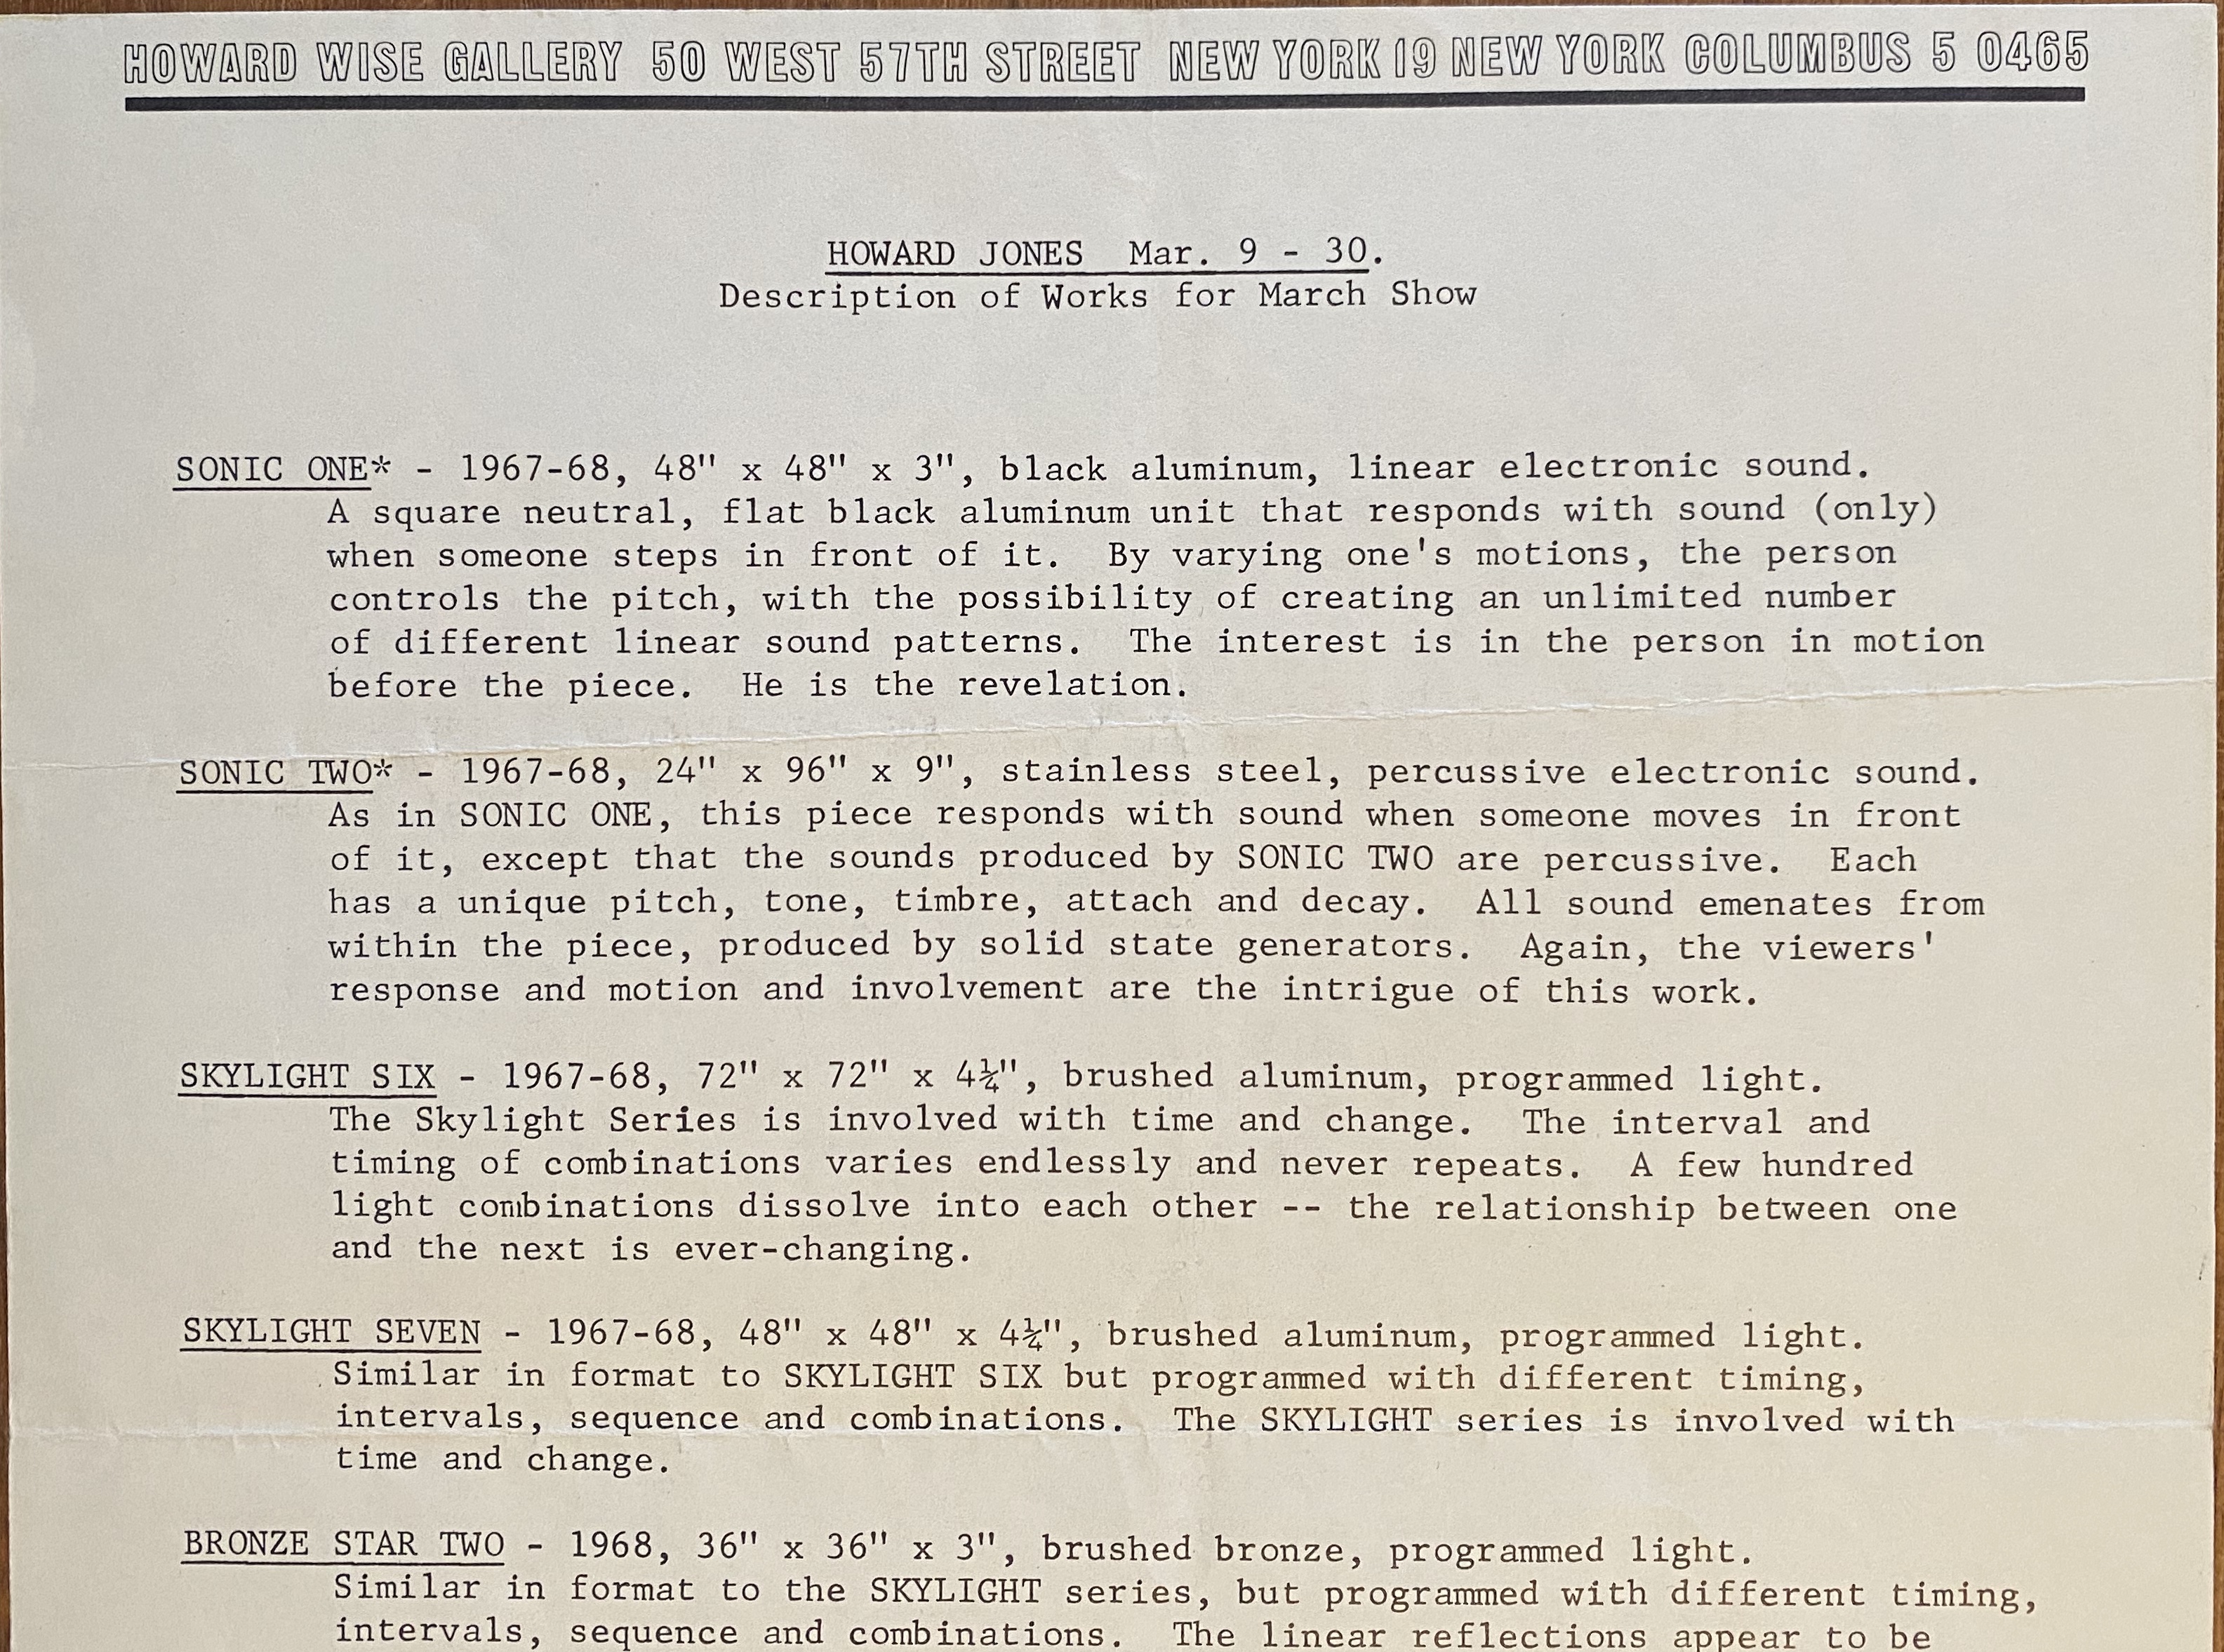 HOWARD WISE GALLERY 50 WEST 57TH STREET NEW YORK 19 NEW YORK COLUMBUS 5 0465
HOWARD JONES Mar. 9 - 30.
Description of Works for March Show
SONIC ONE* - 1967-68, 48" x 48" x 3", black aluminum, linear electronic sound.
A square neutral, flat black aluminum unit that responds with sound (only)
when someone steps in front of it. By varying one's motions, the person
controls the pitch, with the possibility of creating an unlimited number
of different linear sound patterns. The interest is in the person in motion
before the piece. He is the revelation.
SONIC TWO* - 1967-68, 24" x 96" x 9", stainless steel, percussive electronic sound.
As in SONIC ONE, this piece responds with sound when someone moves in front
of it, except that the sounds produced by SONIC TWO are percussive. Each
has a unique pitch, tone, timbre, attach and decay. All sound emenates from
within the piece, produced by solid state generators. Again, the viewers'
response and motion and involvement are the intrigue of this work.
SKYLIGHT SIX - 1967-68, 72" x 72" x 4¼", brushed aluminum, programmed light.
The Skylight Series is involved with time and change. The interval and
timing of combinations varies endlessly and never repeats. A few hundred
light combinations dissolve into each other -- the relationship between one
and the next is ever-changing.
SKYLIGHT SEVEN - 1967-68, 48" x 48" x 4¼", brushed aluminum, programmed light.
Similar in format to SKYLIGHT SIX but programmed with different timing,
intervals, sequence and combinations. The SKYLIGHT series is involved with
time and change.
BRONZE STAR TWO - 1968, 36" x 36" x 3", brushed bronze, programmed light.
Similar in format to the SKYLIGHT series, but programmed with different timing,
intervals, sequence and combinations. The linear reflections appear to be